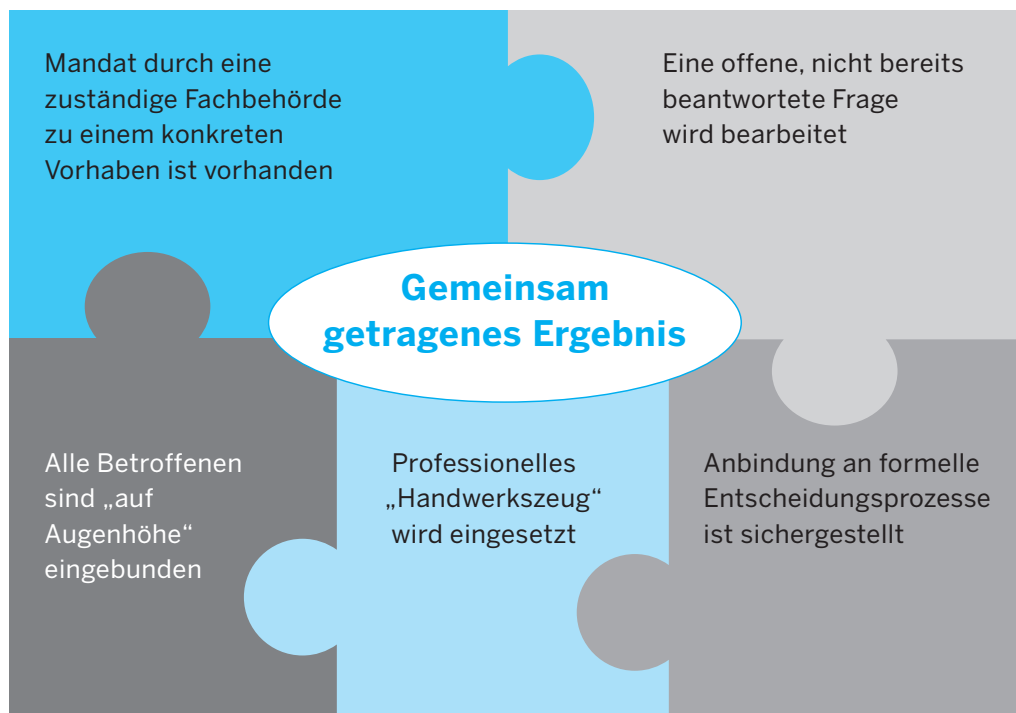 Mandat durch eine
zuständige Fachbehörde
zu einem konkreten
Vorhaben ist vorhanden
Eine offene, nicht bereits
beantwortete Frage
wird bearbeitet
Gemeinsam
getragenes Ergebnis
Alle Betroffenen
sind „auf
Augenhöhe“
eingebunden
Professionelles
„Handwerkszeug“
wird eingesetzt
Anbindung an formelle
Entscheidungsprozesse
ist sichergestellt